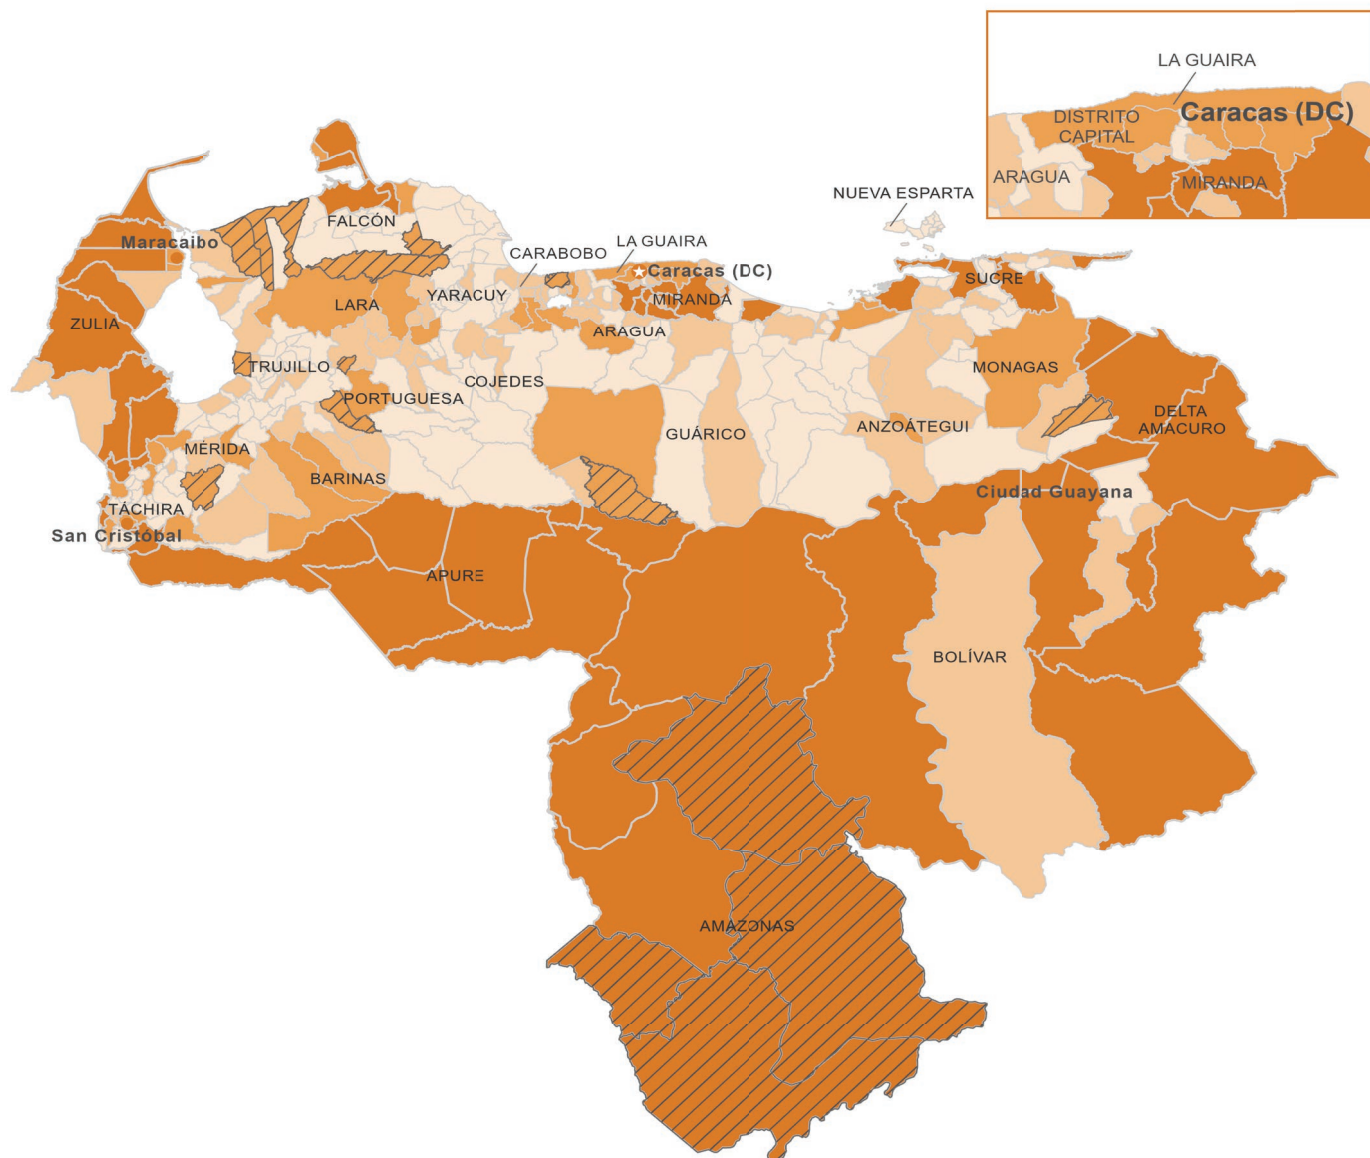 LA GUAIRA
Caracas (DC)
DISTRITO
CAPITAL
ARAGUA
MIRANDA
NUEVA ESPARTA
FALCÓN
Maracaibo
CARABOBO
LA GUAIRA
Caracas (DC)
SUCRE
ZULIA
LARA
YARACUY
MIRANDA
ARAGUA
TRUJILLO
COJEDES
MONAGAS
PORTUGUESA
GUÁRICO
ANZOÁTEGUI
DELTA
AMACURO
MÉRIDA
BARINAS
Ciudad Guayana
TÁCHIRA
San Cristóbal
APURE
BOLÍVAR
AMAZONAS